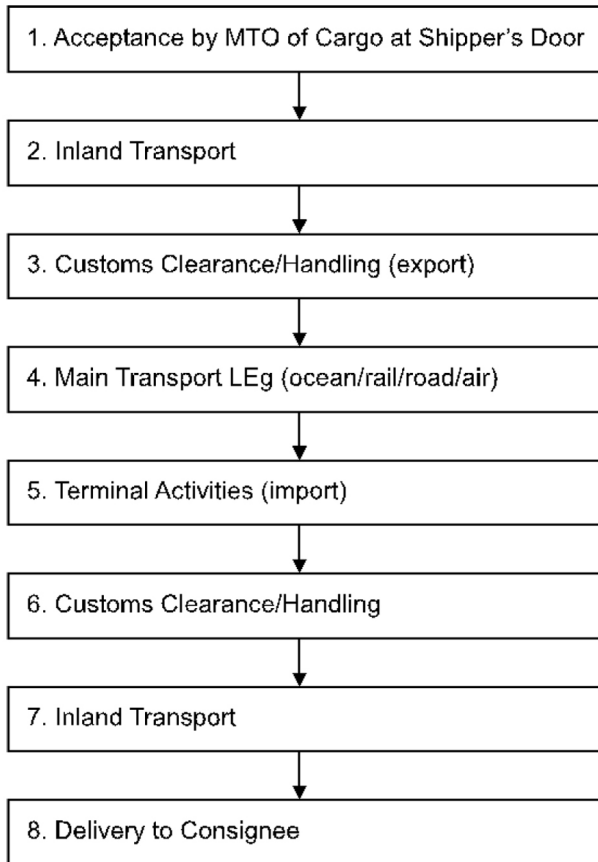 1. Acceptance by MTO of Cargo at Shipper’s Door
2. Inland Transport
3. Customs Clearance/Handling (export)
4. Main Transport LEg (ocean/rail/road/air)
5. Terminal Activities (import)
6. Customs Clearance/Handling
7. Inland Transport
8. Delivery to Consignee